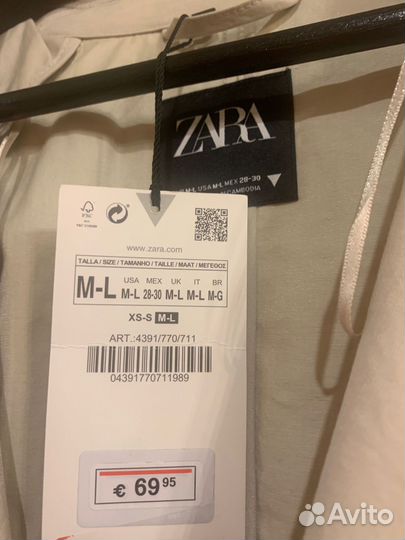 ZARA
M-L USA M-L MEX 28-30
CAMBODIA
FSC
www.zara.com
TALLA / SIZE / TAMANHO / TAILLE / MAAT / ΜΕΓΕΘΟΣ
M-L
USA MEX UK IT BR
M-L 28-30 M-L M-L M-G
XS-S M-L
ART.:4391/770/711
04391770711989
€ 69 95
Avito